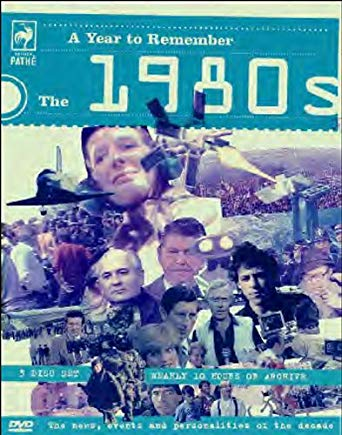 BRITISH
PATHÉ
A Year to Remember
The 1980s
3 DISC SET
NEARLY 10 HOURS OF ARCHIVE
DVD
The news, events and personalities of the decade